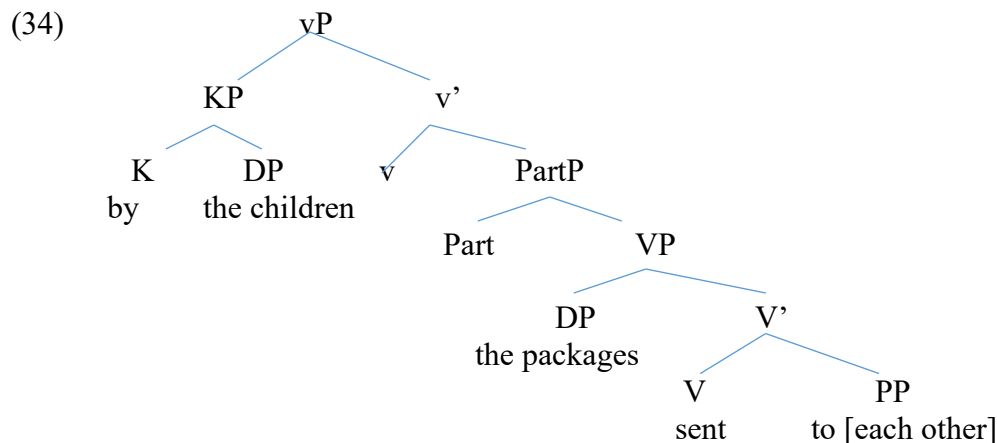 (34) vP
KP v’
K DP v PartP
by the children
Part VP
DP V’
the packages
V PP
sent to [each other]